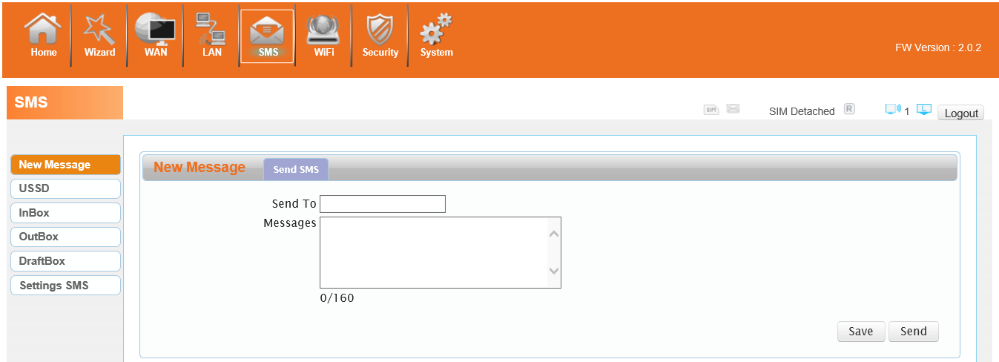 Home Wizard WAN LAN SMS WiFi Security System
FW Version : 2.0.2
SMS
SIM SIM Detached R 1 L Logout
New Message
USSD
InBox
OutBox
DraftBox
Settings SMS
New Message Send SMS
Send To
Messages
0/160
Save Send